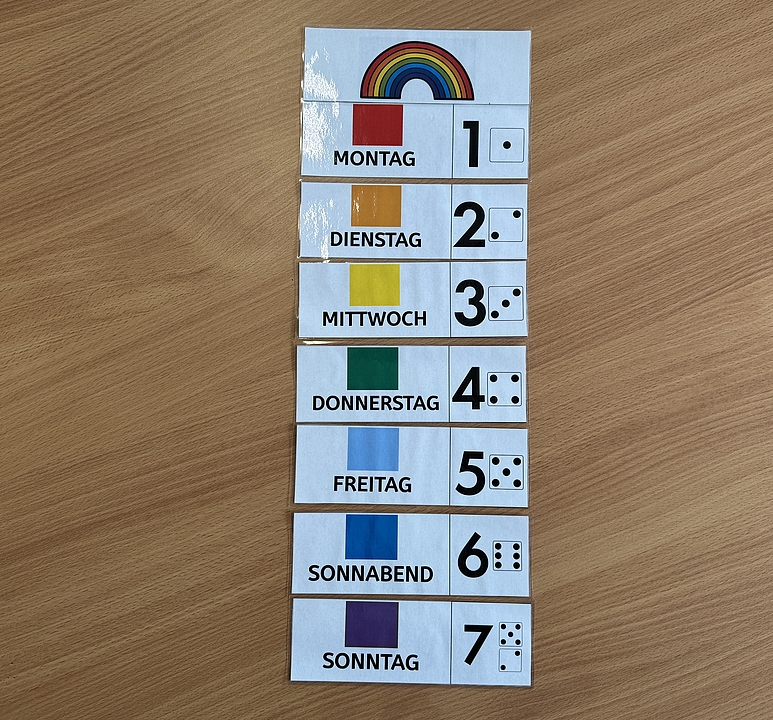 MONTAG 1
DIENSTAG 2
MITTWOCH 3
DONNERSTAG 4
FREITAG 5
SONNABEND 6
SONNTAG 7